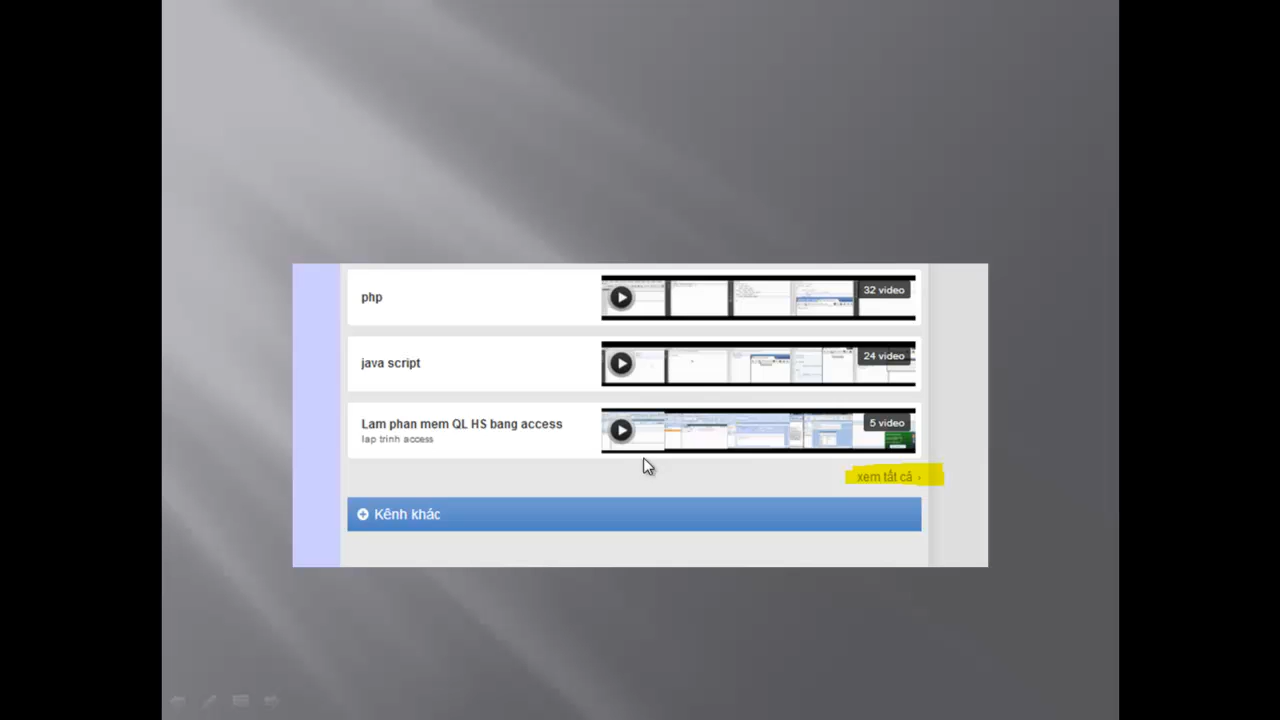 php
32 video
java script
24 video
Lam phan mem QL HS bang access
lap trinh access
5 video
xem tất cả ›
Kênh khác